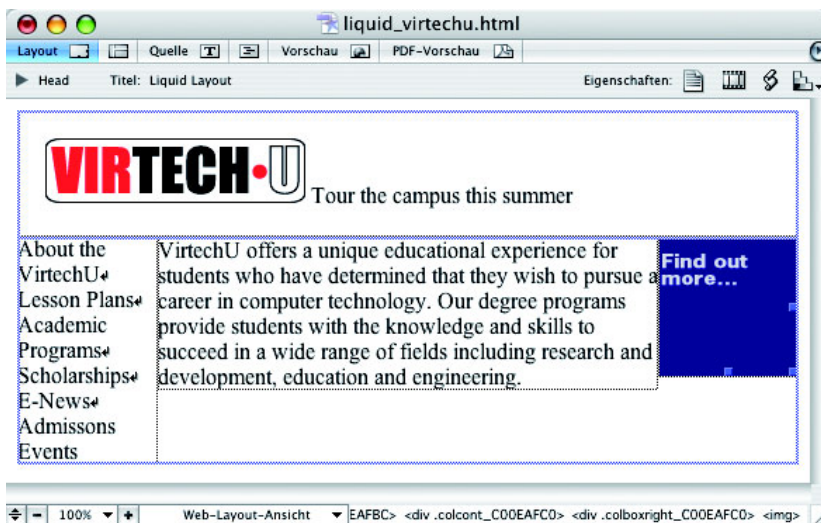 liquid_virtechu.html
Layout Quelle T Vorschau PDF-Vorschau
Head Titel: Liquid Layout Eigenschaften:
VIRTECH•U Tour the campus this summer
About the
VirtechU
Lesson Plans
Academic
Programs
Scholarships
E-News
Admissons
Events
VirtechU offers a unique educational experience for
students who have determined that they wish to pursue a
career in computer technology. Our degree programs
provide students with the knowledge and skills to
succeed in a wide range of fields including research and
development, education and engineering.
Find out
more...
100% Web-Layout-Ansicht EAFBC> <div .colcont_C00EAFC0> <div .colboxright_C00EAFC0> <img>